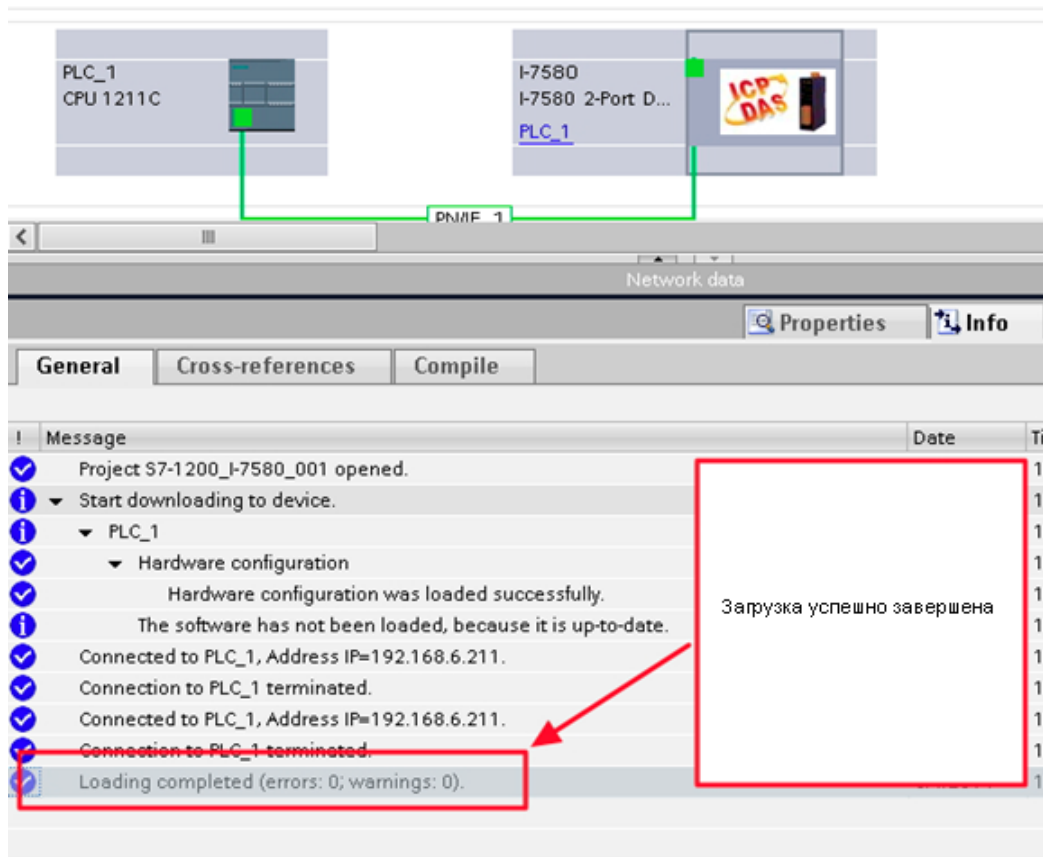 PLC_1
CPU 1211C
I-7580
I-7580 2-Port D...
PLC_1
ICP
DAS
PN/IE_1
Network data
Properties
Info
General
Cross-references
Compile
! Message Date
Project S7-1200_I-7580_001 opened.
Start downloading to device.
PLC_1
Hardware configuration
Hardware configuration was loaded successfully.
The software has not been loaded, because it is up-to-date.
Connected to PLC_1, Address IP=192.168.6.211.
Connection to PLC_1 terminated.
Connected to PLC_1, Address IP=192.168.6.211.
Connection to PLC_1 terminated.
Loading completed (errors: 0; warnings: 0).
Загрузка успешно завершена